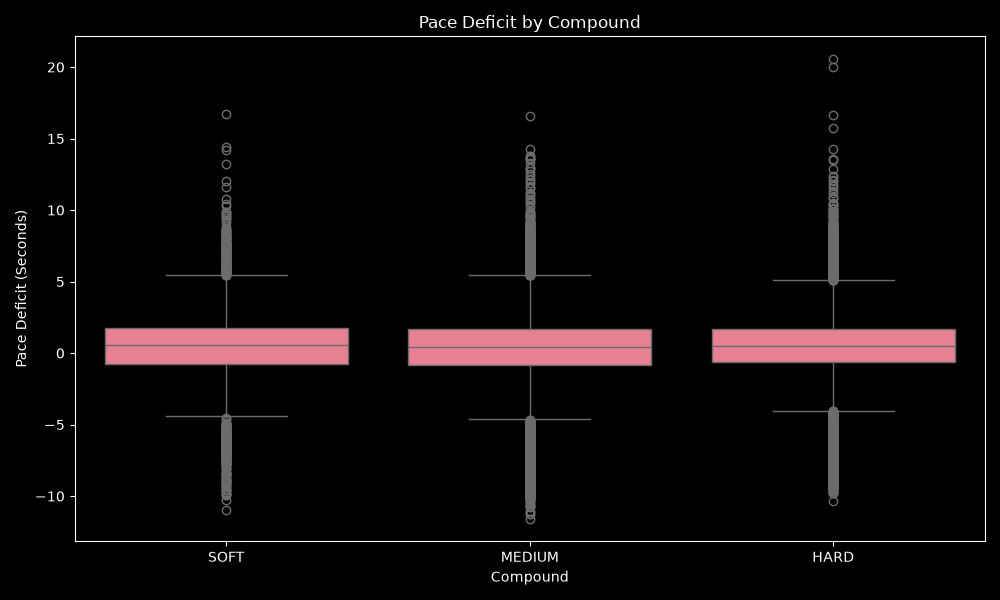 Pace Deficit by Compound
Pace Deficit (Seconds)
20
15
10
5
0
−5
−10
SOFT
MEDIUM
HARD
Compound